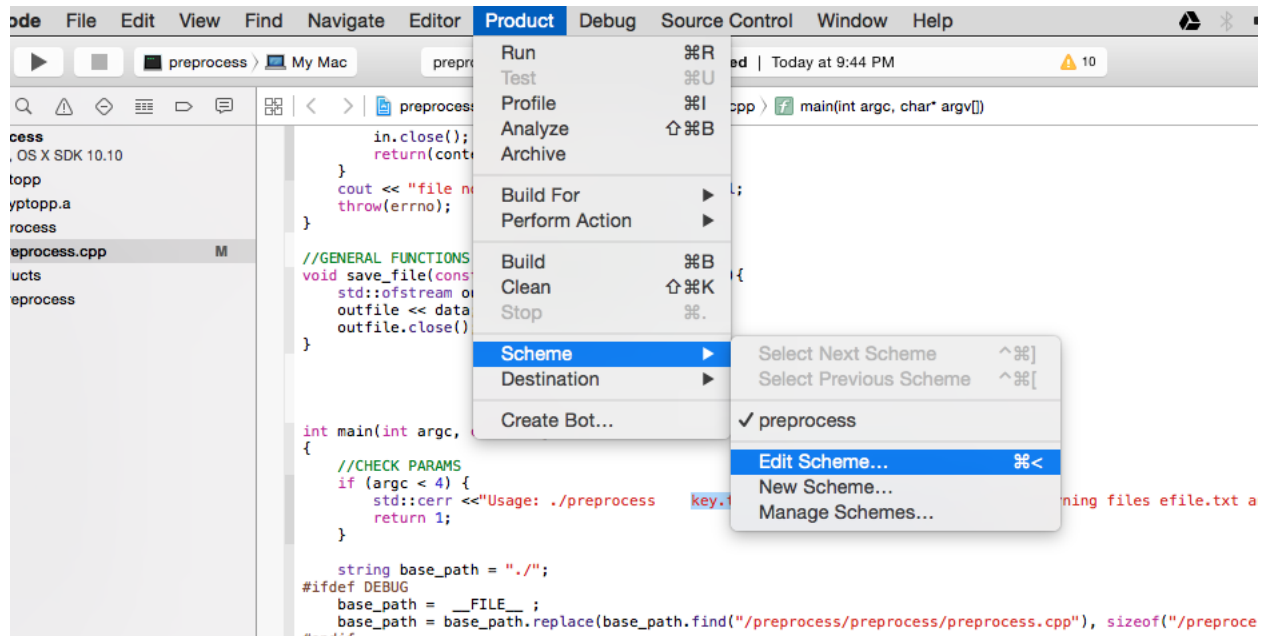 ode File Edit View Find Navigate Editor Product Debug Source Control Window Help
preprocess 〉 My Mac prepro ed | Today at 9:44 PM 10
preprocess cpp 〉 f main(int argc, char* argv[])
cess
, OS X SDK 10.10
topp
yptopp.a
rocess
reprocess.cpp M
ucts
reprocess
Run ⌘R
Test ⌘U
Profile ⌘I
Analyze ⇧⌘B
Archive
Build For ▶
Perform Action ▶
Build ⌘B
Clean ⇧⌘K
Stop ⌘.
Scheme ▶
Destination ▶
Create Bot...
Select Next Scheme ^⌘]
Select Previous Scheme ^⌘[
✓ preprocess
Edit Scheme... ⌘<
New Scheme...
Manage Schemes...
in.close();
return(conte
}
cout << "file no l;
throw(errno);
}
//GENERAL FUNCTIONS
void save_file(cons ){
std::ofstream ou
outfile << data
outfile.close()
}
int main(int argc,
{
//CHECK PARAMS
if (argc < 4) {
std::cerr <<"Usage: ./preprocess key. rning files efile.txt a
return 1;
}
string base_path = "./";
#ifdef DEBUG
base_path = __FILE__ ;
base_path = base_path.replace(base_path.find("/preprocess/preprocess/preprocess.cpp"), sizeof("/preproce